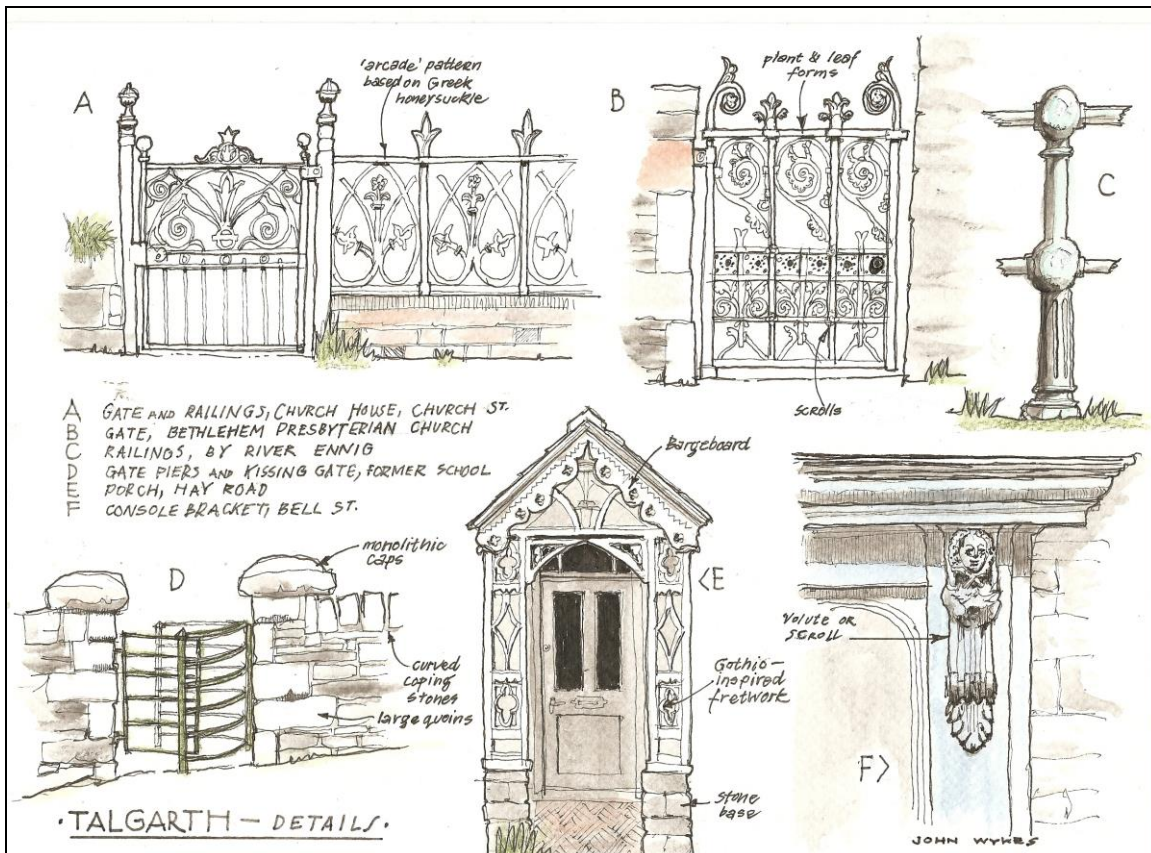 A
'arcade' pattern
based on Greek
honeysuckle
B
plant & leaf
forms
C
scrolls
A GATE AND RAILINGS, CHURCH HOUSE, CHURCH ST.
B GATE, BETHLEHEM PRESBYTERIAN CHURCH
C RAILINGS, BY RIVER ENNIG
D GATE PIERS AND KISSING GATE, FORMER SCHOOL
E PORCH, HAY ROAD
F CONSOLE BRACKET, BELL ST.
D
monolithic
caps
curved
coping
stones
large quoins
Bargeboard
<E
Gothic-
inspired
fretwork
stone
base
VOLUTE OR
SCROLL
F>
·TALGARTH - DETAILS·
JOHN WYKES